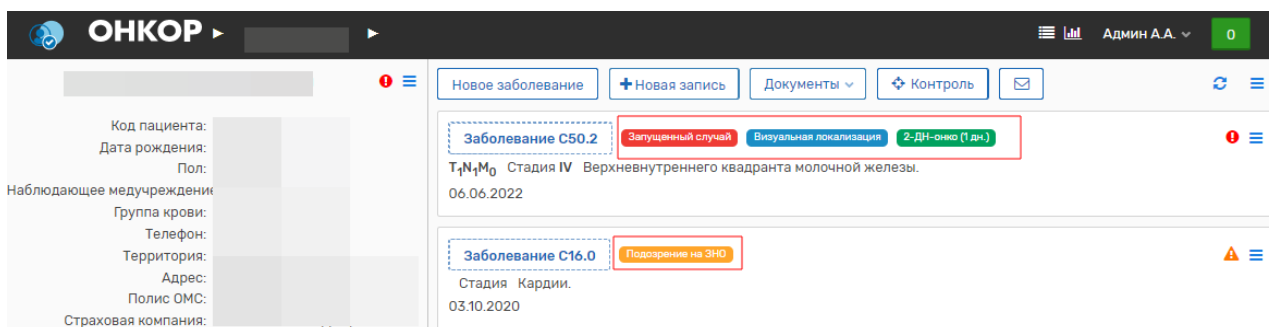 ОНКОР
Админ А.А.
0
Код пациента:
Дата рождения:
Пол:
Наблюдающее медучреждение
Группа крови:
Телефон:
Территория:
Адрес:
Полис ОМС:
Страховая компания:
Новое заболевание
Новая запись
Документы
Контроль
Заболевание C50.2 Запущенный случай Визуальная локализация 2-ДН-онко (1 дн.)
T₁N₁M₀ Стадия IV Верхневнутреннего квадранта молочной железы.
06.06.2022
Заболевание C16.0 Подозрение на ЗНО
Стадия Кардии.
03.10.2020